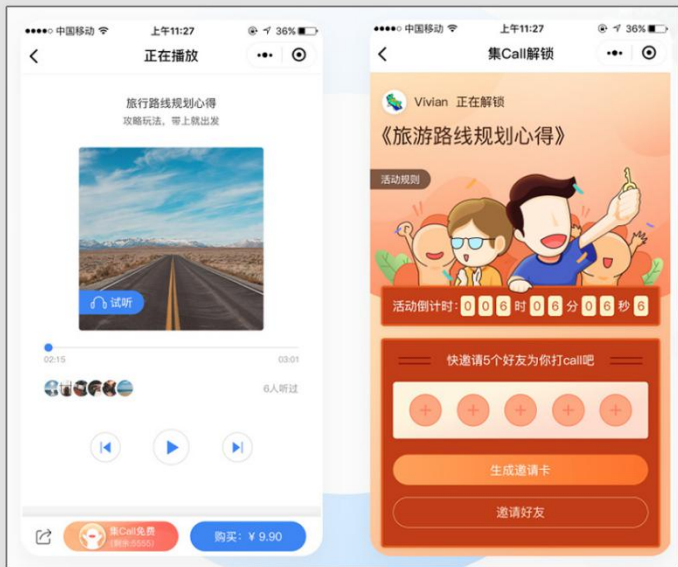 中国移动
上午11:27
36%
正在播放
旅行路线规划心得
攻略玩法，带上就出发
试听
02:15
03:01
6人听过
集Call免费
(剩余:5555)
购买：¥ 9.90
中国移动
上午11:27
36%
集Call解锁
Vivian 正在解锁
《旅游路线规划心得》
活动规则
活动倒计时：0 0 6 时 0 6 分 0 6 秒 6
快邀请5个好友为你打call吧
生成邀请卡
邀请好友